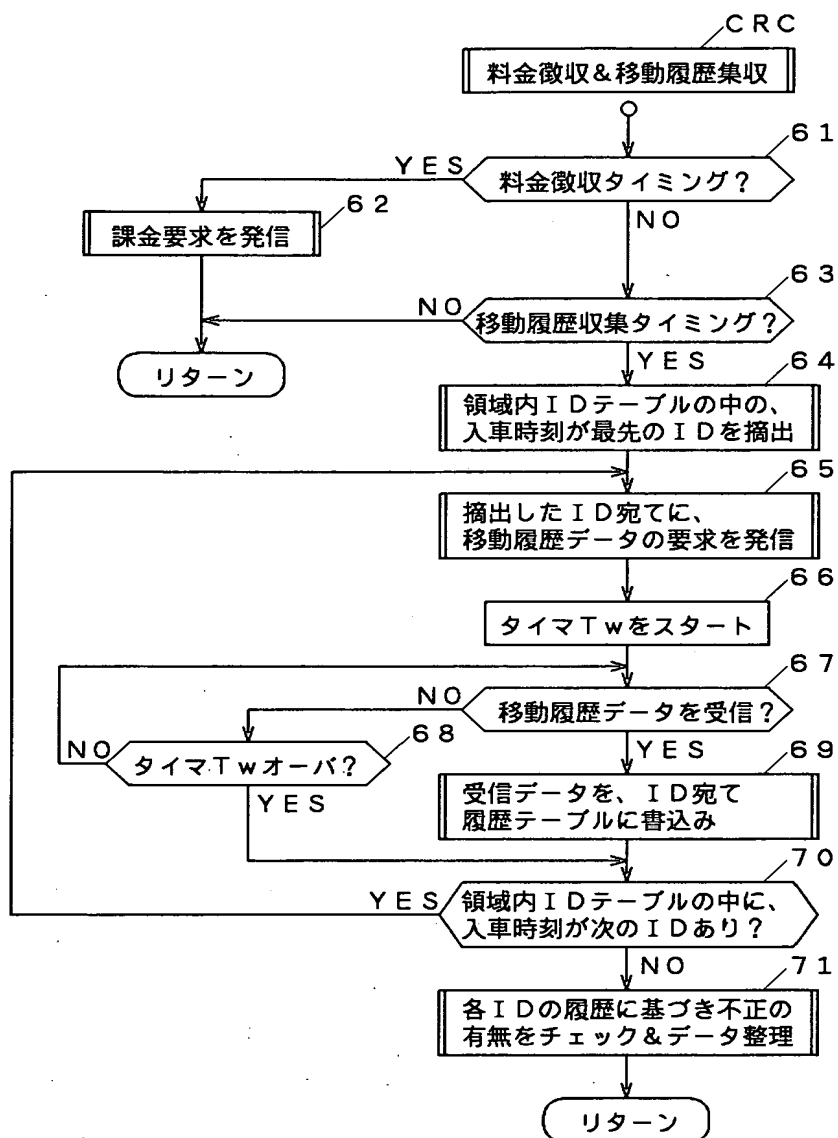 CRC
料金徴収&移動履歴集収
61
YES
料金徴収タイミング?
62
NO
課金要求を発信
63
NO
移動履歴収集タイミング?
YES
リターン
64
領域内IDテーブルの中の、
入車時刻が最先のIDを摘出
65
摘出したID宛てに、
移動履歴データの要求を発信
66
タイマTwをスタート
67
NO
移動履歴データを受信?
68
NO
タイマTwオーバ?
YES
YES
69
受信データを、ID宛て
履歴テーブルに書込み
70
YES
領域内IDテーブルの中に、
入車時刻が次のIDあり?
NO
71
各IDの履歴に基づき不正の
有無をチェック&データ整理
リターン